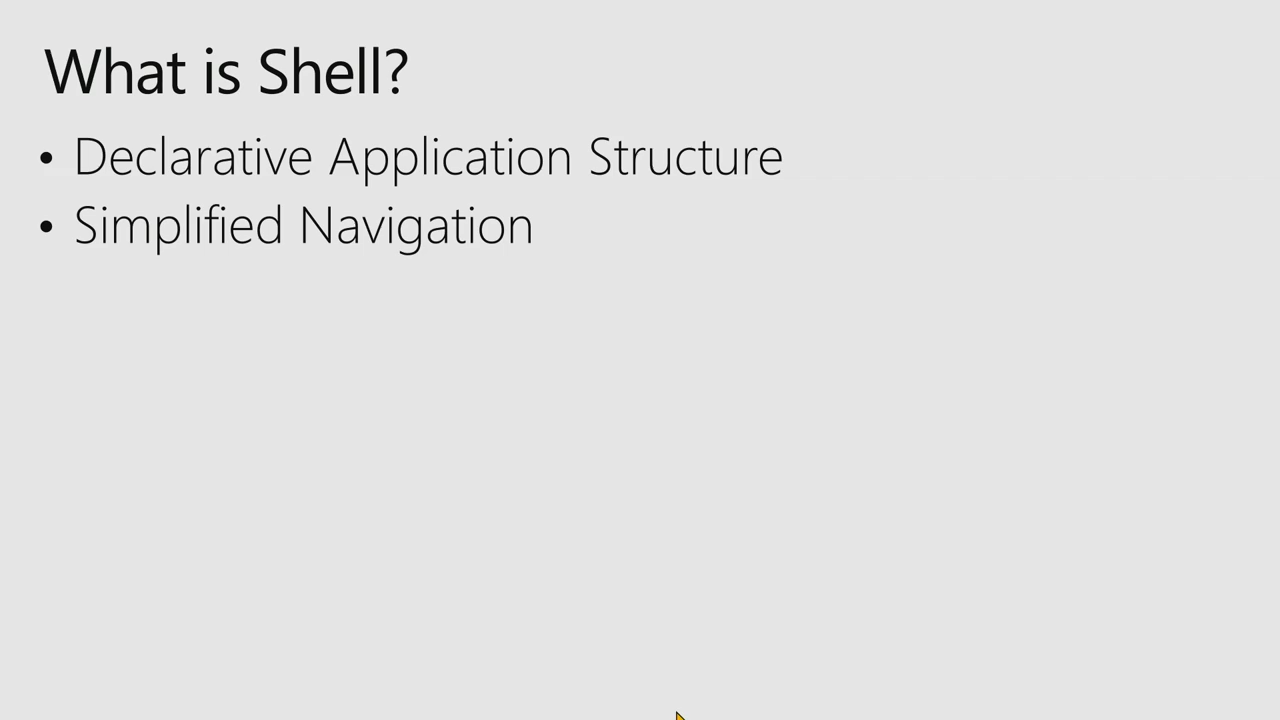 What is Shell?
• Declarative Application Structure
• Simplified Navigation